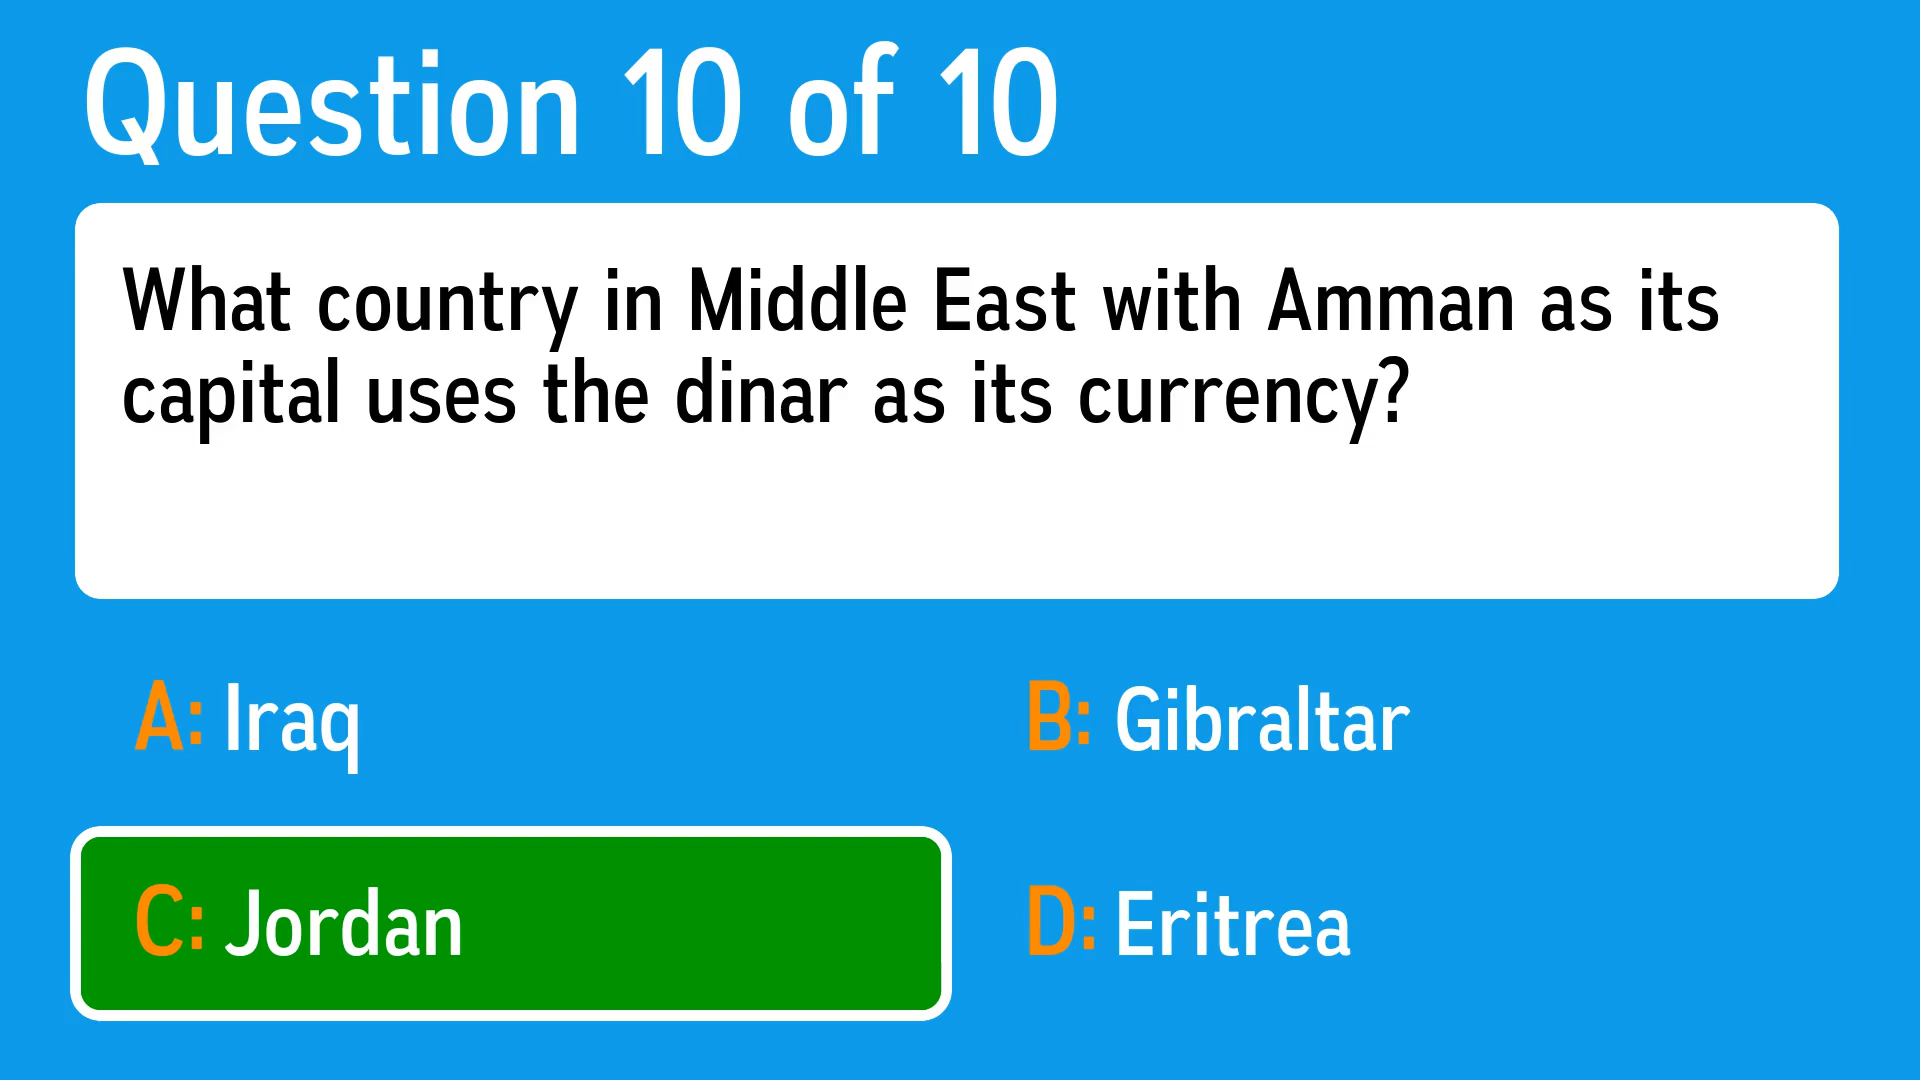 Question 10 of 10
What country in Middle East with Amman as its
capital uses the dinar as its currency?
A: Iraq
B: Gibraltar
C: Jordan
D: Eritrea